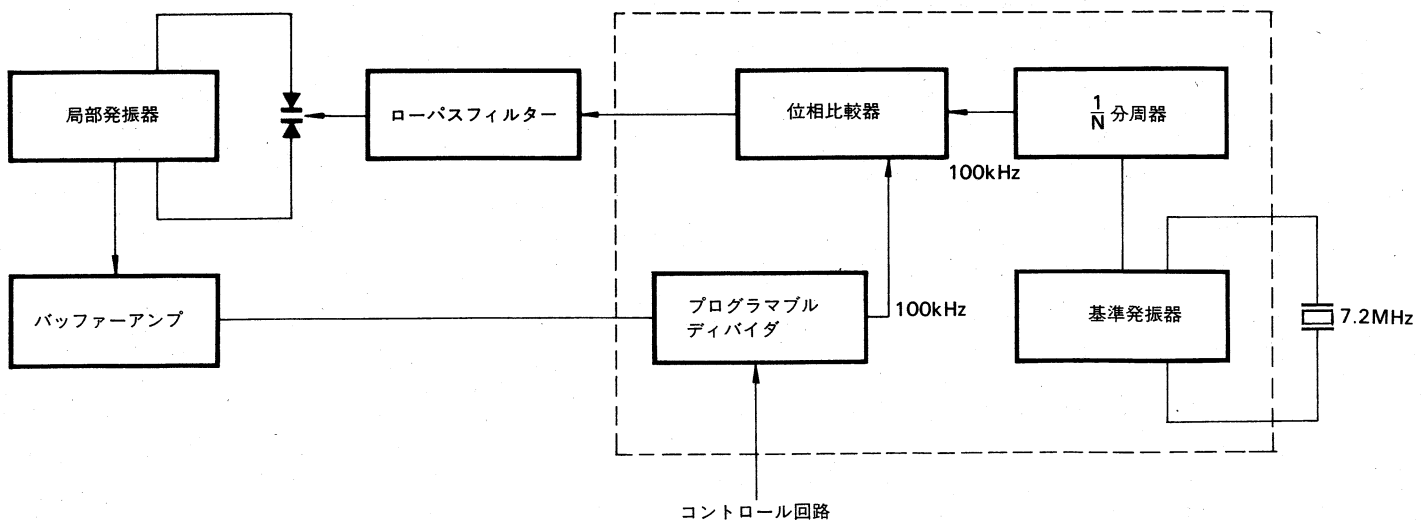 局部発振器
ローパスフィルター
位相比較器
1
N
分周器
100kHz
バッファーアンプ
プログラマブル
ディバイダ
100kHz
基準発振器
7.2MHz
コントロール回路